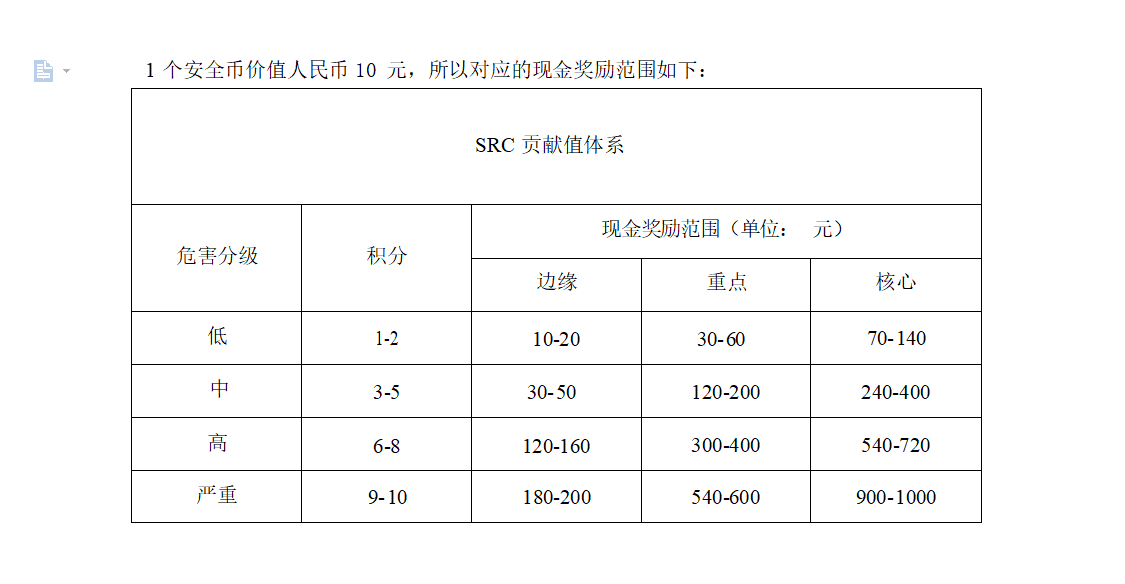 1 个安全币价值人民币10 元，所以对应的现金奖励范围如下：
SRC 贡献值体系
危害分级 积分 现金奖励范围（单位： 元）
边缘 重点 核心
低 1-2 10-20 30-60 70-140
中 3-5 30-50 120-200 240-400
高 6-8 120-160 300-400 540-720
严重 9-10 180-200 540-600 900-1000